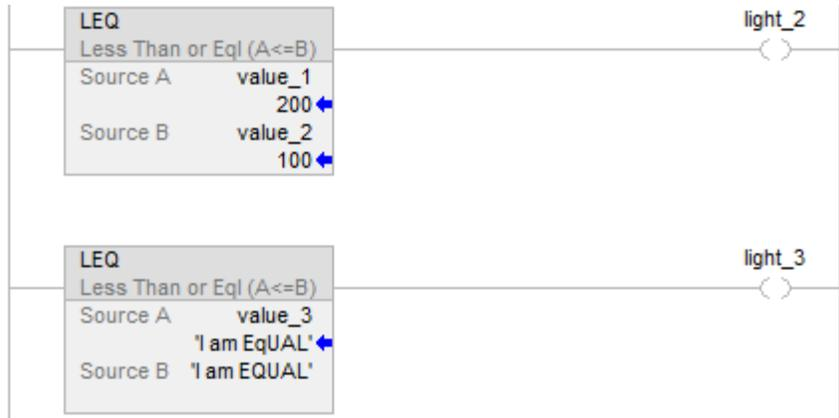 LEQ
light_2
Less Than or Eql (A<=B)
Source A value_1
200
Source B value_2
100
LEQ
light_3
Less Than or Eql (A<=B)
Source A value_3
'I am EqUAL'
Source B 'I am EQUAL'